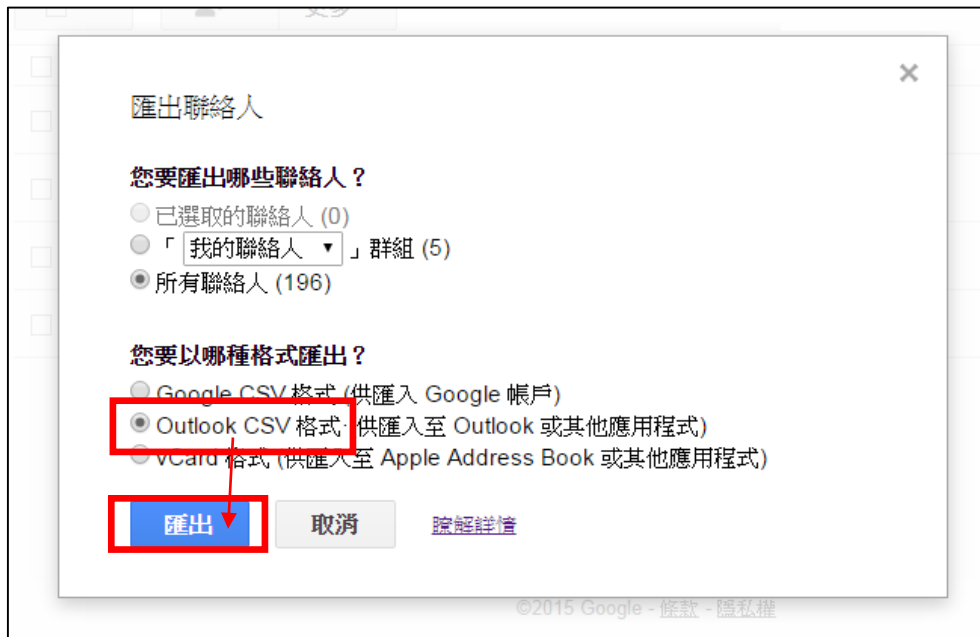 更多
×
匯出聯絡人
您要匯出哪些聯絡人？
已選取的聯絡人 (0)
「 我的聯絡人 ▼ 」群組 (5)
所有聯絡人 (196)
您要以哪種格式匯出？
Google CSV 格式 (供匯入 Google 帳戶)
Outlook CSV 格式 (供匯入至 Outlook 或其他應用程式)
vCard 格式 (供匯入至 Apple Address Book 或其他應用程式)
匯出 取消 瞭解詳情
©2015 Google - 條款 - 隱私權